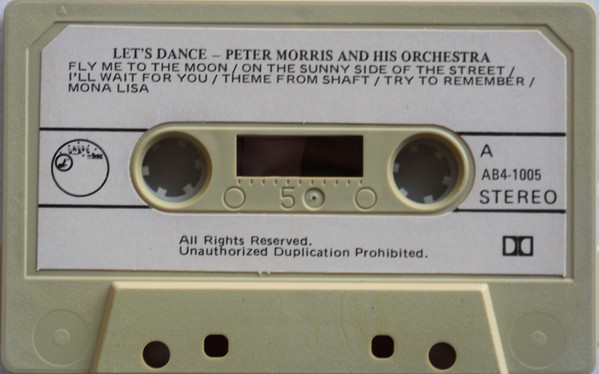 LET'S DANCE – PETER MORRIS AND HIS ORCHESTRA
FLY ME TO THE MOON / ON THE SUNNY SIDE OF THE STREET /
I'LL WAIT FOR YOU / THEME FROM SHAFT / TRY TO REMEMBER /
MONA LISA
A
AB4-1005
STEREO
5
All Rights Reserved.
Unauthorized Duplication Prohibited.